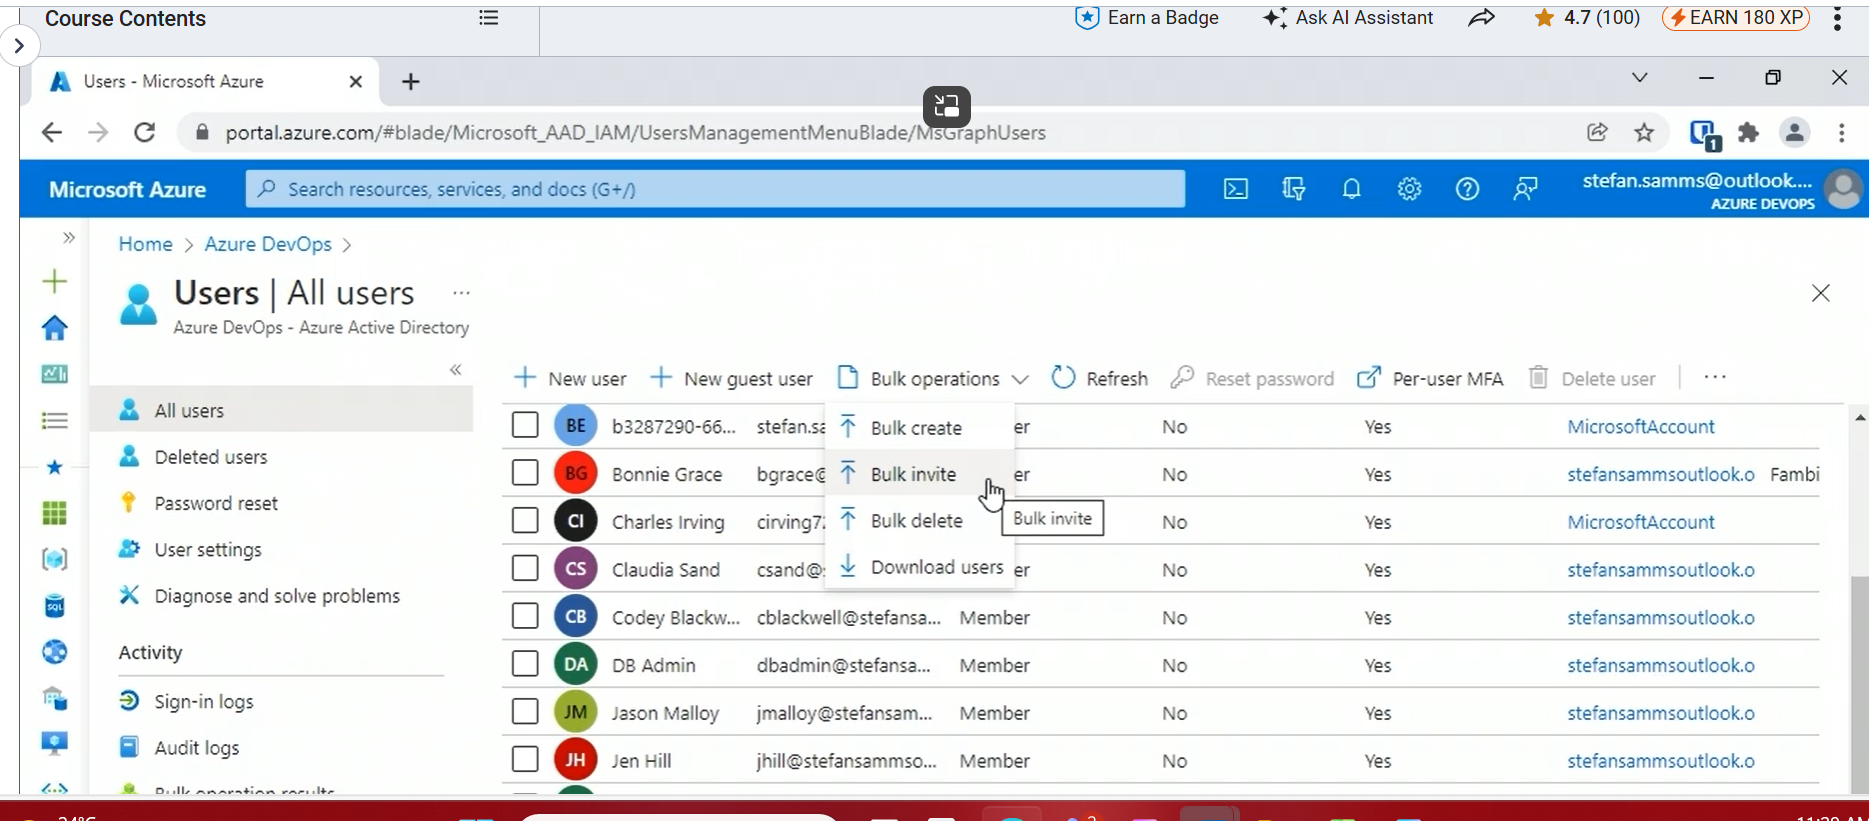 Course Contents
Earn a Badge
Ask AI Assistant
4.7 (100)
EARN 180 XP
Users - Microsoft Azure
portal.azure.com/#blade/Microsoft_AAD_IAM/UsersManagementMenuBlade/MsGraphUsers
1
Microsoft Azure
Search resources, services, and docs (G+/)
stefan.samms@outlook....
AZURE DEVOPS
Home > Azure DevOps >
Users | All users ...
Azure DevOps - Azure Active Directory
All users
Deleted users
Password reset
User settings
Diagnose and solve problems
Activity
Sign-in logs
Audit logs
Bulk operation results
New user
New guest user
Bulk operations
Refresh
Reset password
Per-user MFA
Delete user
...
Bulk create
Bulk invite
Bulk delete
Download users
Bulk invite
BE b3287290-66... stefan.sa er No Yes MicrosoftAccount
BG Bonnie Grace bgrace@ er No Yes stefansammsoutlook.o Fambi
CI Charles Irving cirving7 No Yes MicrosoftAccount
CS Claudia Sand csand@ er No Yes stefansammsoutlook.o
CB Codey Blackw... cblackwell@stefansa... Member No Yes stefansammsoutlook.o
DA DB Admin dbadmin@stefansa... Member No Yes stefansammsoutlook.o
JM Jason Malloy jmalloy@stefansam... Member No Yes stefansammsoutlook.o
JH Jen Hill jhill@stefansammso... Member No Yes stefansammsoutlook.o